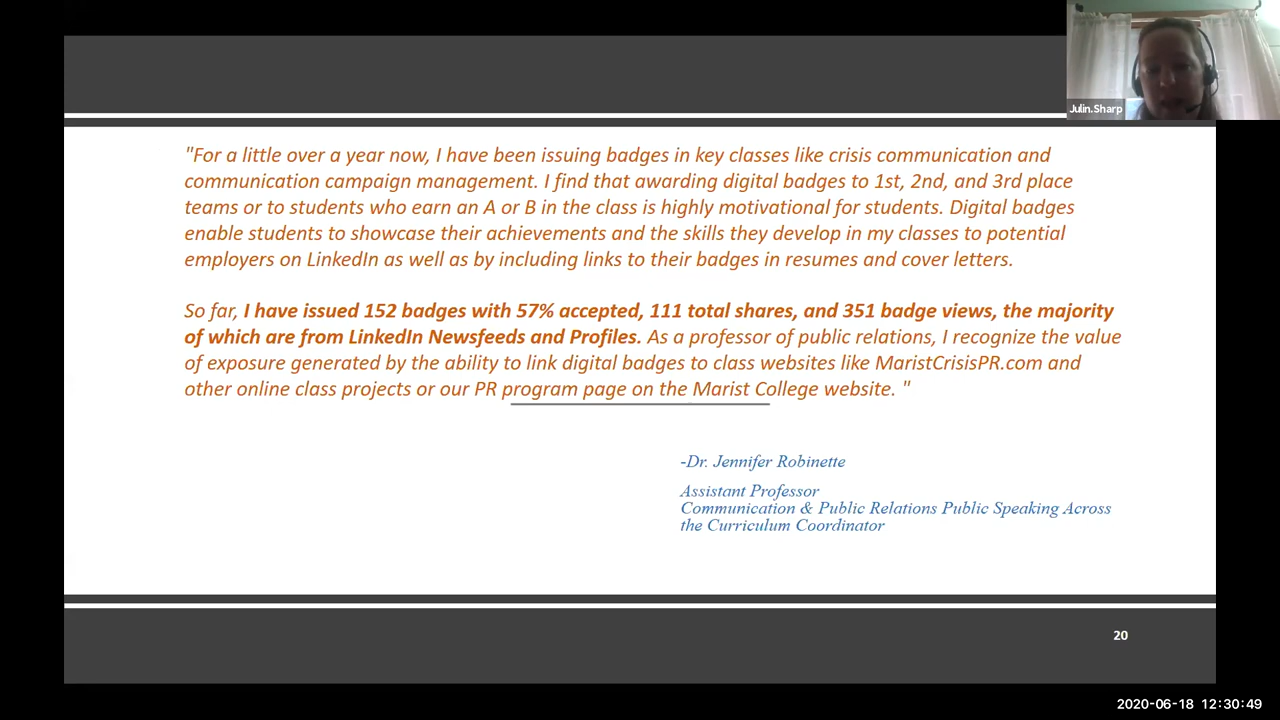 Julin.Sharp
"For a little over a year now, I have been issuing badges in key classes like crisis communication and
communication campaign management. I find that awarding digital badges to 1st, 2nd, and 3rd place
teams or to students who earn an A or B in the class is highly motivational for students. Digital badges
enable students to showcase their achievements and the skills they develop in my classes to potential
employers on LinkedIn as well as by including links to their badges in resumes and cover letters.
So far, I have issued 152 badges with 57% accepted, 111 total shares, and 351 badge views, the majority
of which are from LinkedIn Newsfeeds and Profiles. As a professor of public relations, I recognize the value
of exposure generated by the ability to link digital badges to class websites like MaristCrisisPR.com and
other online class projects or our PR program page on the Marist College website. "
-Dr. Jennifer Robinette
Assistant Professor
Communication & Public Relations Public Speaking Across
the Curriculum Coordinator
20
2020-06-18 12:30:49